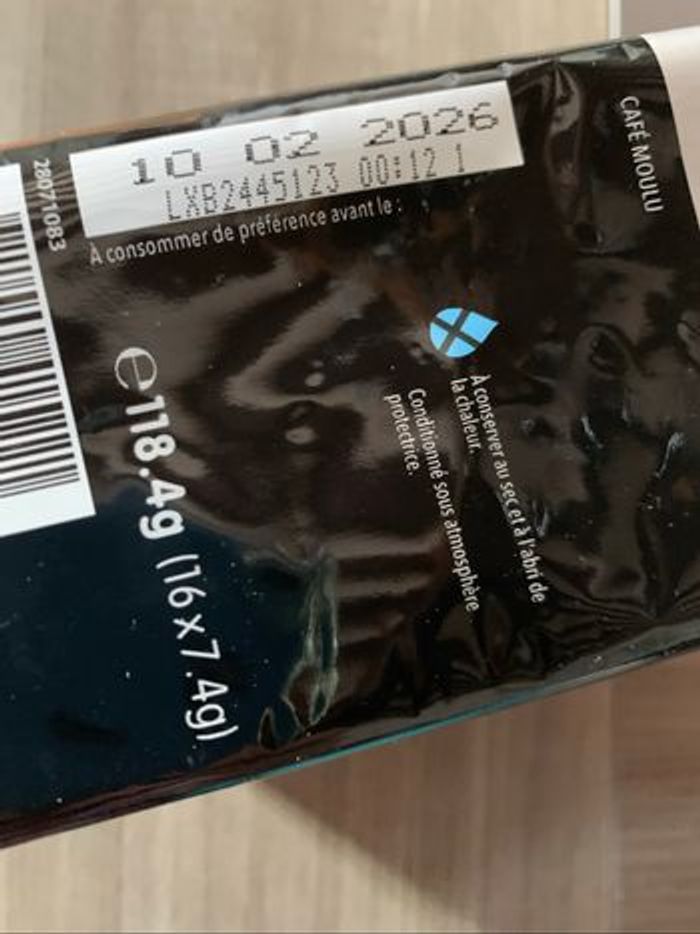 10 02 2026
LXB2445123 00:12 1
À consommer de préférence avant le :
28071083
CAFÉ MOULU
À conserver au sec et à l'abri de
la chaleur.
Conditionné sous atmosphère
protectrice.
℮118.4g (16x7.4g)